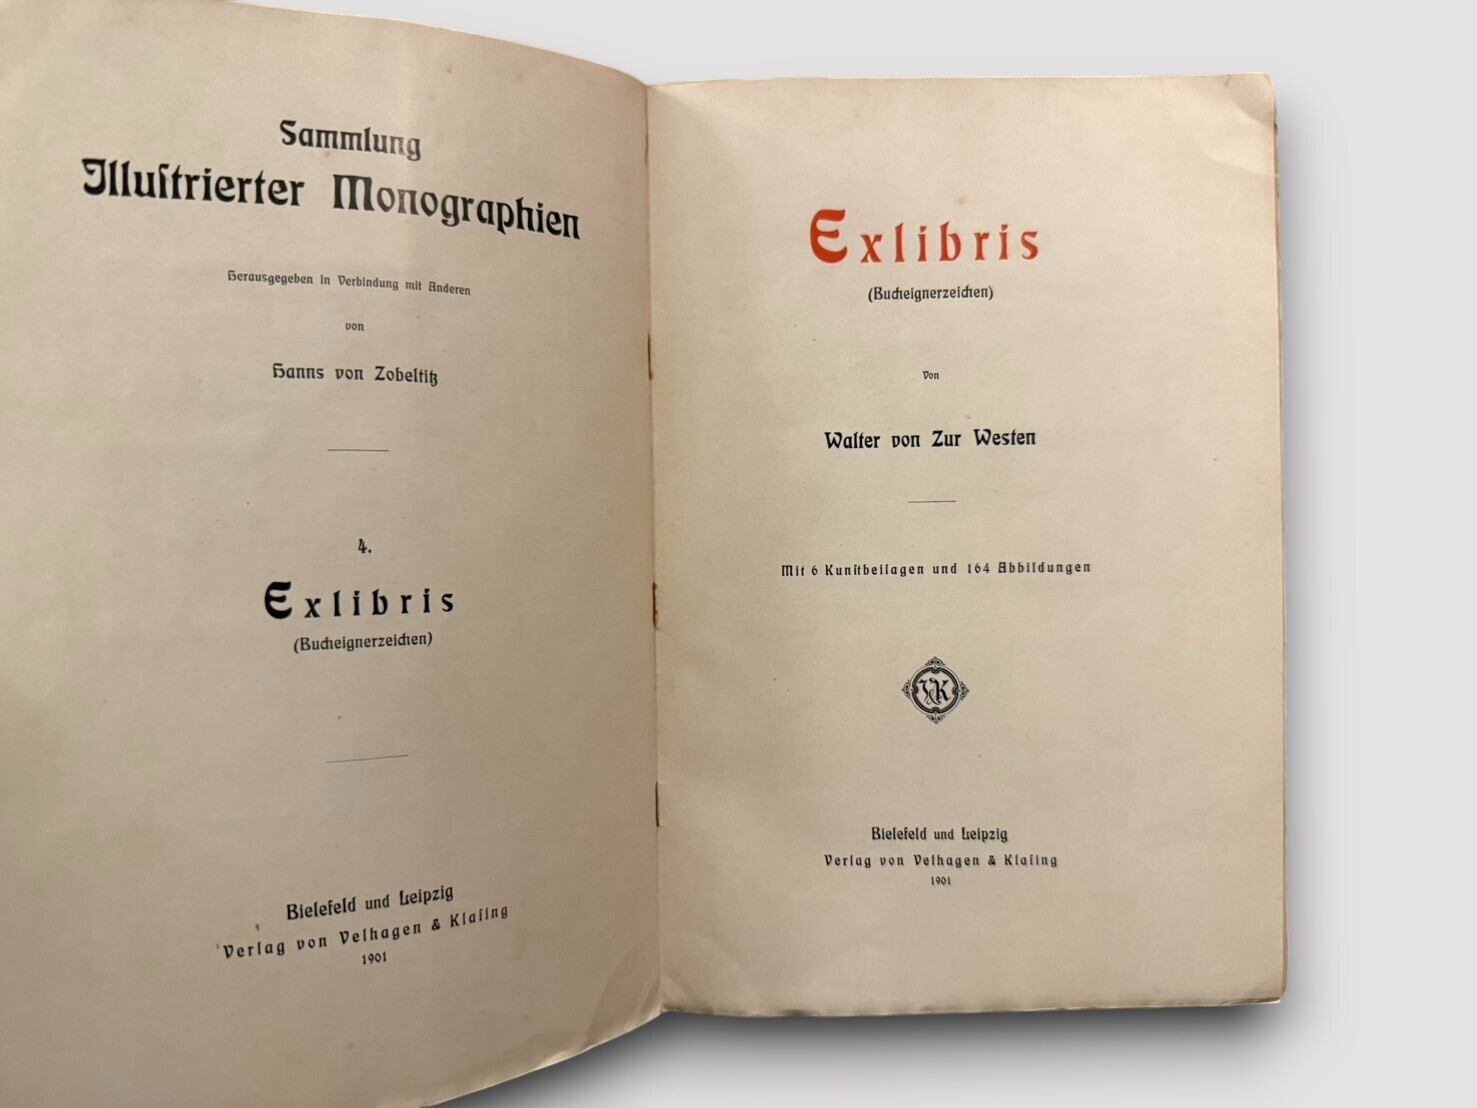 Sammlung
Illuſtrierter Monographien
Herausgegeben in Verbindung mit Anderen
von
Hanns von Zobeltitz
4.
Exlibris
(Bucheignerzeichen)
Bielefeld und Leipzig
Verlag von Velhagen & Klaſing
1901
Exlibris
(Bucheignerzeichen)
Von
Walter von Zur Westen
Mit 6 Kunſtbeilagen und 164 Abbildungen
V&K
Bielefeld und Leipzig
Verlag von Velhagen & Klaſing
1901